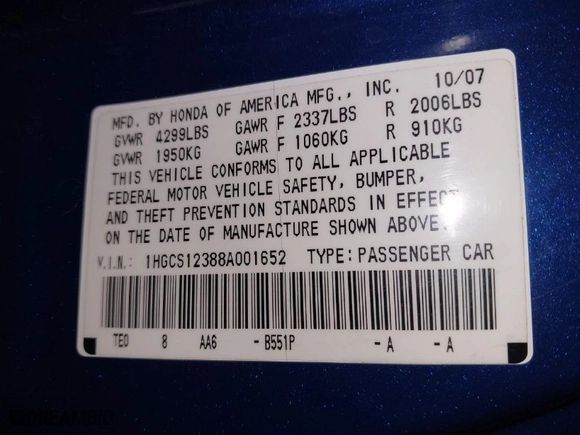 MFD. BY HONDA OF AMERICA MFG., INC. 10/07
GVWR 4299LBS GAWR F 2337LBS R 2006LBS
GVWR 1950KG GAWR F 1060KG R 910KG
THIS VEHICLE CONFORMS TO ALL APPLICABLE
FEDERAL MOTOR VEHICLE SAFETY, BUMPER,
AND THEFT PREVENTION STANDARDS IN EFFECT
ON THE DATE OF MANUFACTURE SHOWN ABOVE.
V.I.N.: 1HGCS12388A001652 TYPE: PASSENGER CAR
TE0 8 AA6 - B551P - A - A